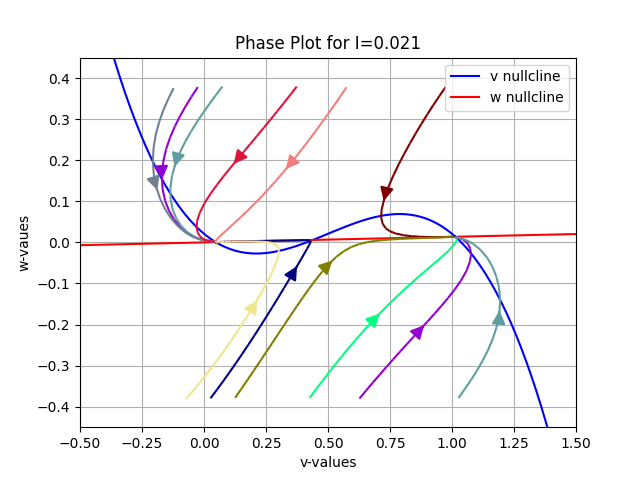 Phase Plot for I=0.021
v nullcline
w nullcline
w-vaues
0.4
0.3
0.2
0.1
0.0
−0.1
−0.2
−0.3
−0.4
−0.50 −0.25 0.00 0.25 0.50 0.75 1.00 1.25 1.50
v-values